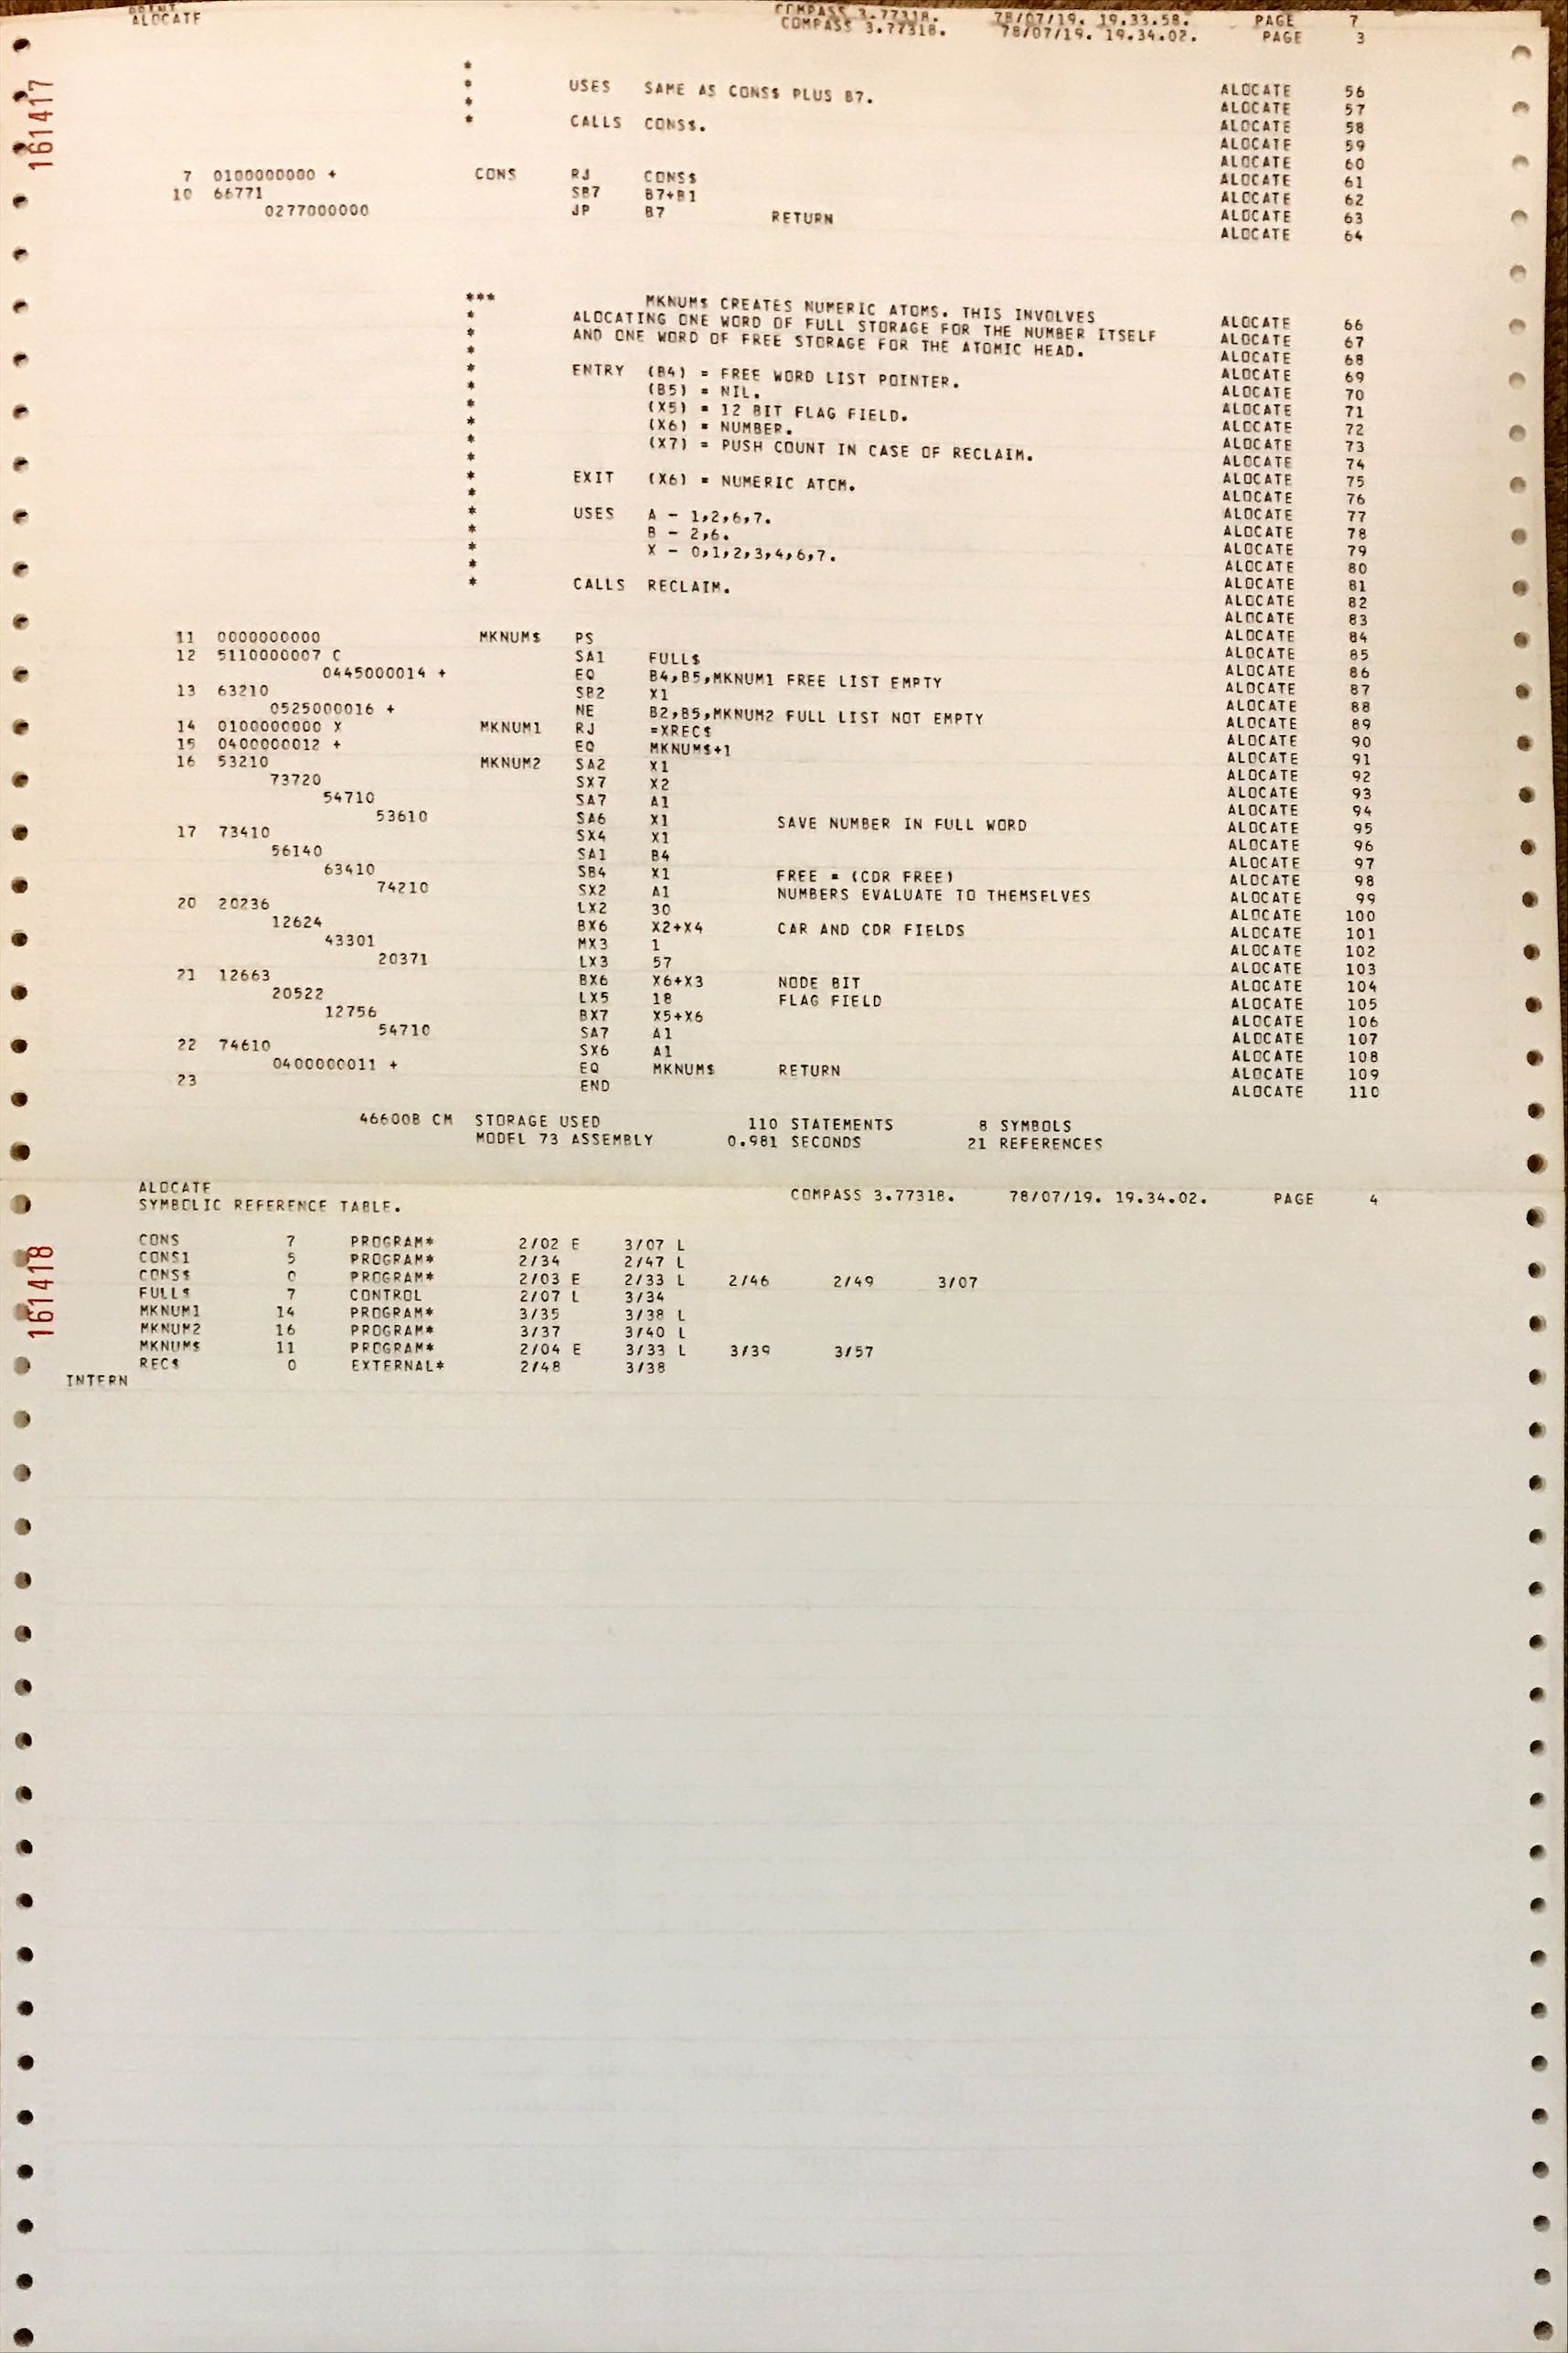 ALOCATE COMPASS 3.77318. 78/07/19. 19.33.58. PAGE 7
COMPASS 3.77318. 78/07/19. 19.34.02. PAGE 3
161417
*
* USES SAME AS CONS$ PLUS B7. ALOCATE 56
* ALOCATE 57
* CALLS CONS$. ALOCATE 58
ALOCATE 59
ALOCATE 60
7 0100000000 + CONS RJ CONS$ ALOCATE 61
10 66771 SB7 B7+B1 ALOCATE 62
0277000000 JP B7 RETURN ALOCATE 63
ALOCATE 64
*** MKNUM$ CREATES NUMERIC ATOMS. THIS INVOLVES ALOCATE 66
* ALOCATING ONE WORD OF FULL STORAGE FOR THE NUMBER ITSELF ALOCATE 67
* AND ONE WORD OF FREE STORAGE FOR THE ATOMIC HEAD. ALOCATE 68
* ALOCATE 69
* ENTRY (B4) = FREE WORD LIST POINTER. ALOCATE 70
* (B5) = NIL. ALOCATE 71
* (X5) = 12 BIT FLAG FIELD. ALOCATE 72
* (X6) = NUMBER. ALOCATE 73
* (X7) = PUSH COUNT IN CASE OF RECLAIM. ALOCATE 74
* ALOCATE 75
* EXIT (X6) = NUMERIC ATOM. ALOCATE 76
* ALOCATE 77
* USES A - 1,2,6,7. ALOCATE 78
* B - 2,6. ALOCATE 79
* X - 0,1,2,3,4,6,7. ALOCATE 80
* ALOCATE 81
* CALLS RECLAIM. ALOCATE 82
ALOCATE 83
11 0000000000 MKNUM$ PS ALOCATE 84
12 5110000007 C SA1 FULL$ ALOCATE 85
0445000014 + EQ B4,B5,MKNUM1 FREE LIST EMPTY ALOCATE 86
13 63210 SB2 X1 ALOCATE 87
0525000016 + NE B2,B5,MKNUM2 FULL LIST NOT EMPTY ALOCATE 88
14 0100000000 X MKNUM1 RJ =XREC$ ALOCATE 89
15 0400000012 + EQ MKNUM$+1 ALOCATE 90
16 53210 MKNUM2 SA2 X1 ALOCATE 91
73720 SX7 X2 ALOCATE 92
54710 SA7 A1 ALOCATE 93
53610 SA6 X1 SAVE NUMBER IN FULL WORD ALOCATE 94
17 73410 SX4 X1 ALOCATE 95
56140 SA1 B4 ALOCATE 96
63410 SB4 X1 FREE = (CDR FREE) ALOCATE 97
74210 SX2 A1 NUMBERS EVALUATE TO THEMSELVES ALOCATE 98
20 20236 LX2 30 ALOCATE 99
12624 BX6 X2+X4 CAR AND CDR FIELDS ALOCATE 100
43301 MX3 1 ALOCATE 101
20371 LX3 57 ALOCATE 102
21 12663 BX6 X6+X3 NODE BIT ALOCATE 103
20522 LX5 18 FLAG FIELD ALOCATE 104
12756 BX7 X5+X6 ALOCATE 105
54710 SA7 A1 ALOCATE 106
22 74610 SX6 A1 ALOCATE 107
0400000011 + EQ MKNUM$ RETURN ALOCATE 108
23 END ALOCATE 109
ALOCATE 110
46600B CM STORAGE USED 110 STATEMENTS 8 SYMBOLS
MODEL 73 ASSEMBLY 0.981 SECONDS 21 REFERENCES
ALOCATE COMPASS 3.77318. 78/07/19. 19.34.02. PAGE 4
SYMBOLIC REFERENCE TABLE.
161418
CONS 7 PROGRAM* 2/02 E 3/07 L
CONS1 5 PROGRAM* 2/34 2/47 L
CONS$ 0 PROGRAM* 2/03 E 2/33 L 2/46 2/49 3/07
FULL$ 7 CONTROL 2/07 L 3/34
MKNUM1 14 PROGRAM* 3/35 3/38 L
MKNUM2 16 PROGRAM* 3/37 3/40 L
MKNUM$ 11 PROGRAM* 2/04 E 3/33 L 3/39 3/57
REC$ 0 EXTERNAL* 2/48 3/38
INTERN